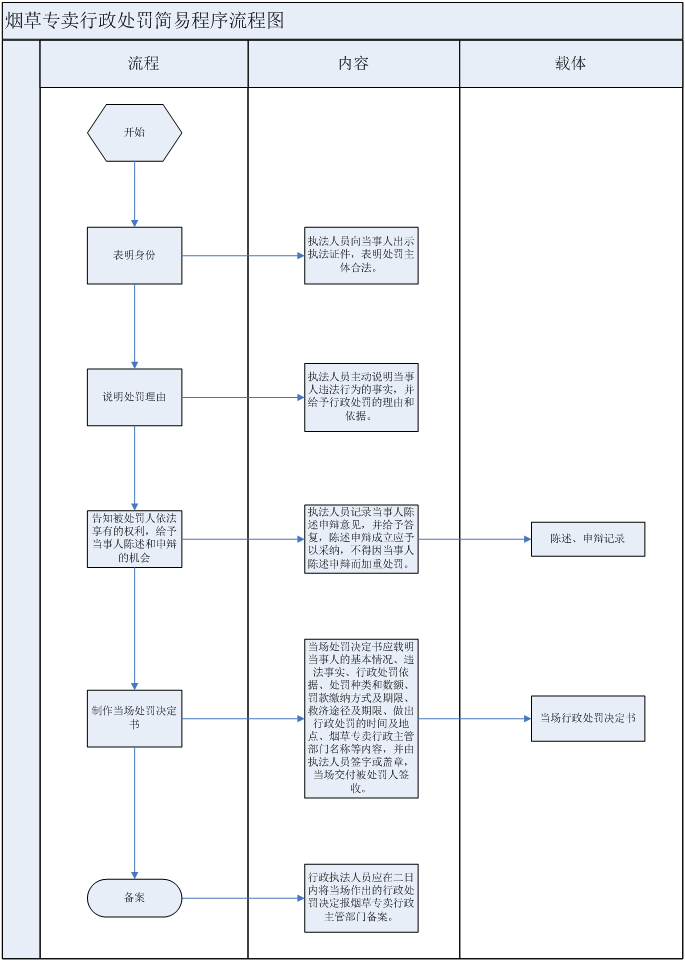 烟草专卖行政处罚简易程序流程图
流程
内容
载体
开始
表明身份
执法人员向当事人出示
执法证件，表明处罚主
体合法。
说明处罚理由
执法人员主动说明当事
人违法行为的事实，并
给予行政处罚的理由和
依据。
告知被处罚人依法
享有的权利，给予
当事人陈述和申辩
的机会
执法人员记录当事人陈
述申辩意见，并给予答
复，陈述申辩成立应予
以采纳，不得因当事人
陈述申辩而加重处罚。
陈述、申辩记录
制作当场处罚决定
书
当场处罚决定书应载明
当事人的基本情况、违
法事实、行政处罚依
据、处罚种类和数额、
罚款缴纳方式及期限、
救济途径及期限、做出
行政处罚的时间及地
点、烟草专卖行政主管
部门名称等内容，并由
执法人员签字或盖章，
当场交付被处罚人签
收。
当场行政处罚决定书
备案
行政执法人员应在二日
内将当场作出的行政处
罚决定报烟草专卖行政
主管部门备案。